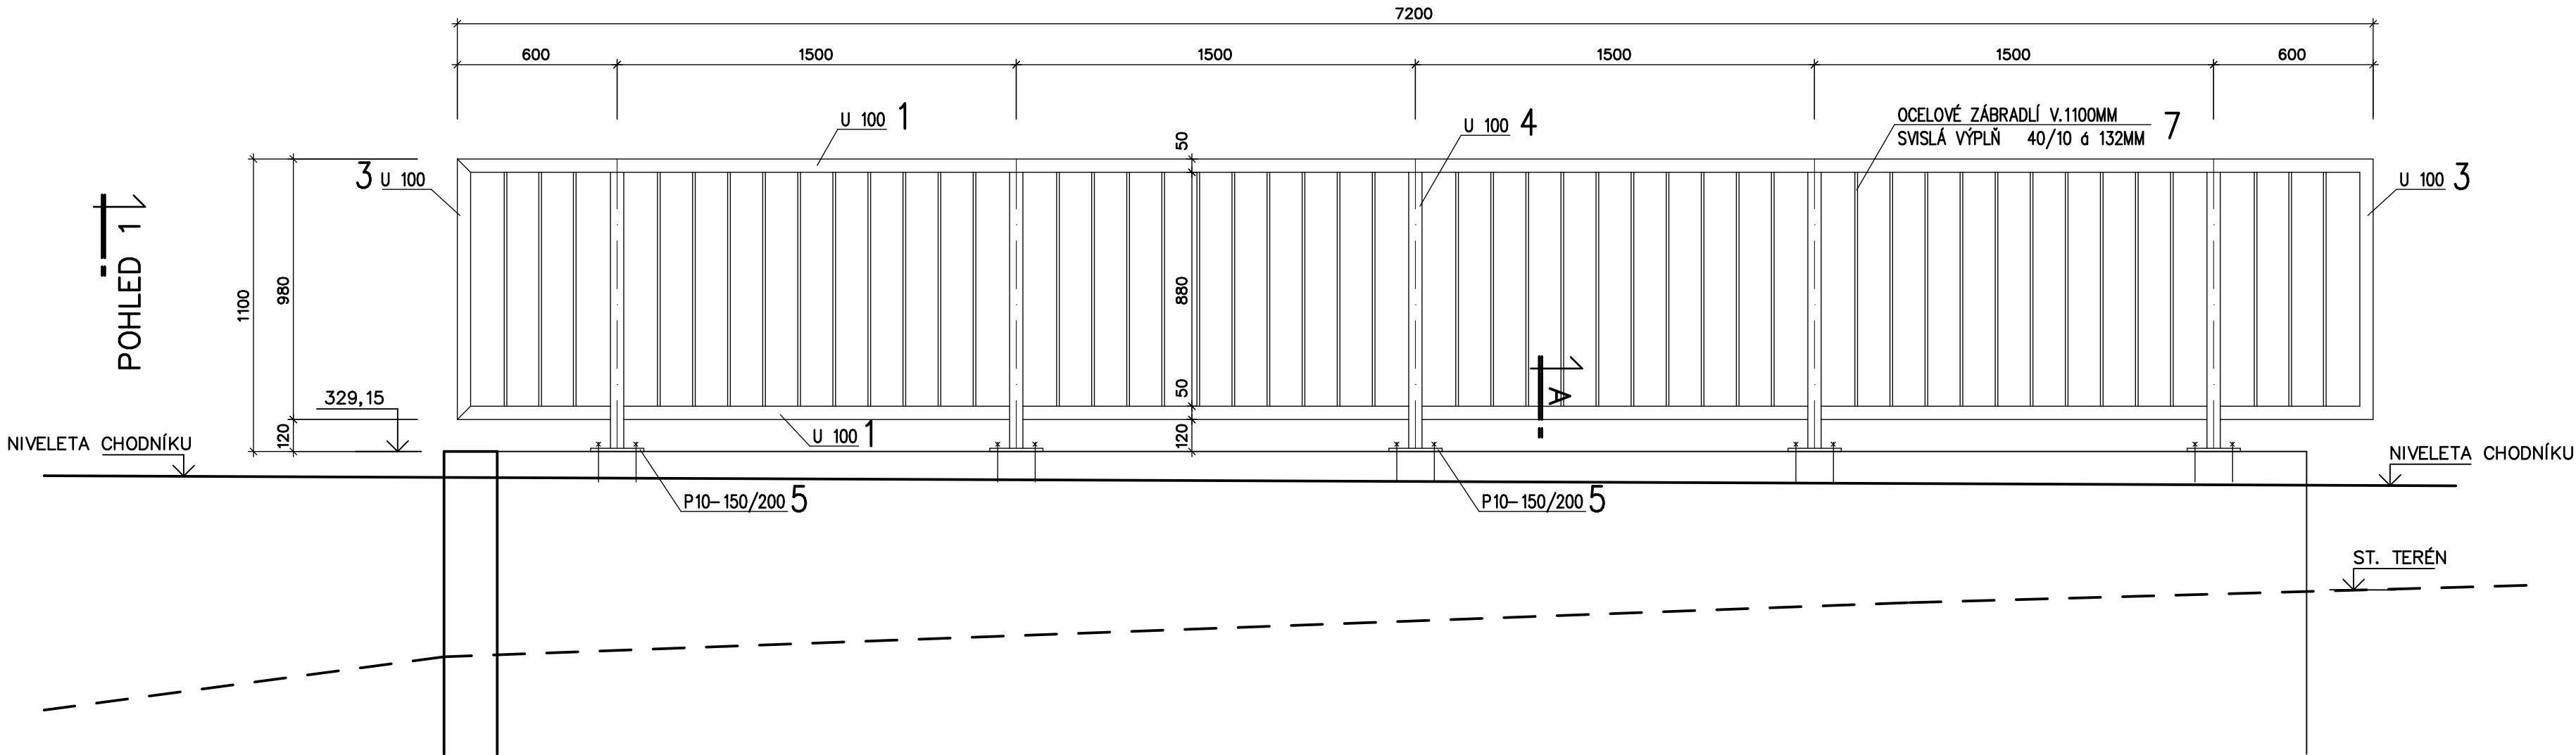 7200
600
1500
1500
1500
1500
600
U 100 1
U 100 4
OCELOVÉ ZÁBRADLÍ V.1100MM
SVISLÁ VÝPLŇ 40/10 á 132MM
7
50
3 U 100
U 100 3
POHLED 1
1100
980
880
1
A
50
329,15
120
120
U 100 1
NIVELETA CHODNÍKU
NIVELETA CHODNÍKU
P10-150/200 5
P10-150/200 5
ST. TERÉN